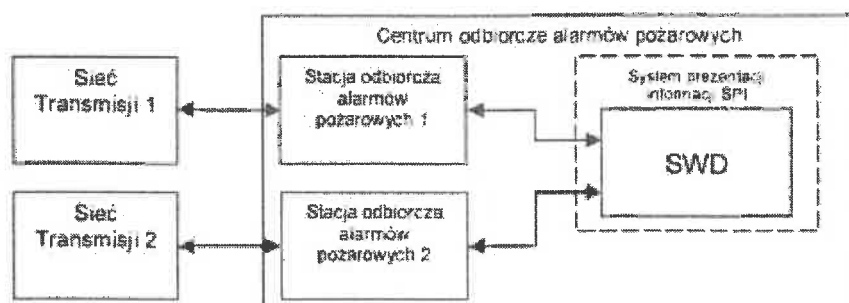 Centrum odbiorcze alarmów pożarowych
Sieć
Transmisji 1
Stacja odbiorcza
alarmów
pożarowych 1
System prezentacji
informacji SPI
SWD
Sieć
Transmisji 2
Stacja odbiorcza
alarmów
pożarowych 2